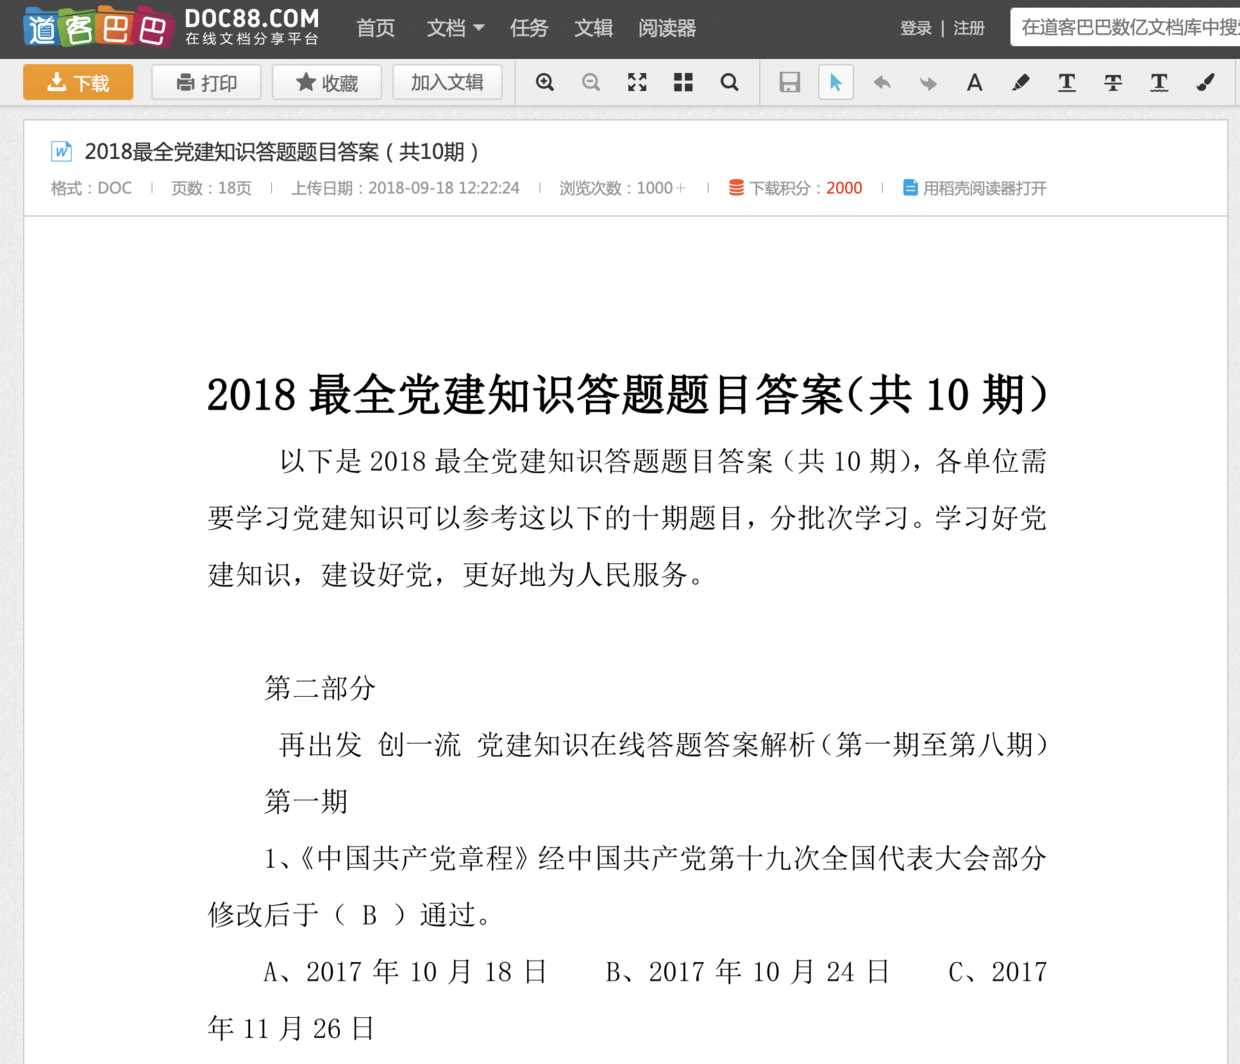 道客巴巴 DOC88.COM 在线文档分享平台 首页 文档 任务 文辑 阅读器 登录 | 注册 在道客巴巴数亿文档库中搜
下载 打印 收藏 加入文辑
2018最全党建知识答题题目答案(共10期)
格式:DOC 页数:18页 上传日期:2018-09-18 12:22:24 浏览次数:1000+ 下载积分:2000 用稻壳阅读器打开
2018 最全党建知识答题题目答案(共 10 期)
以下是 2018 最全党建知识答题题目答案(共 10 期),各单位需
要学习党建知识可以参考这以下的十期题目,分批次学习。学习好党
建知识,建设好党,更好地为人民服务。
第二部分
再出发 创一流 党建知识在线答题答案解析(第一期至第八期)
第一期
1、《中国共产党章程》经中国共产党第十九次全国代表大会部分
修改后于( B )通过。
A、2017 年 10 月 18 日 B、2017 年 10 月 24 日 C、2017
年 11 月 26 日